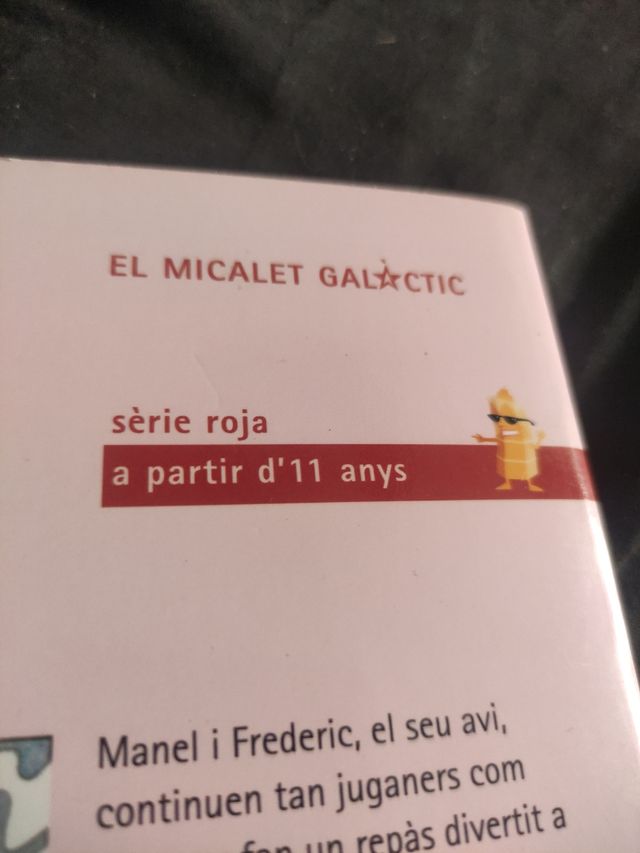 EL MICALET GALÀCTIC
sèrie roja
a partir d'11 anys
Manel i Frederic, el seu avi,
continuen tan juganers com
fan un repàs divertit a